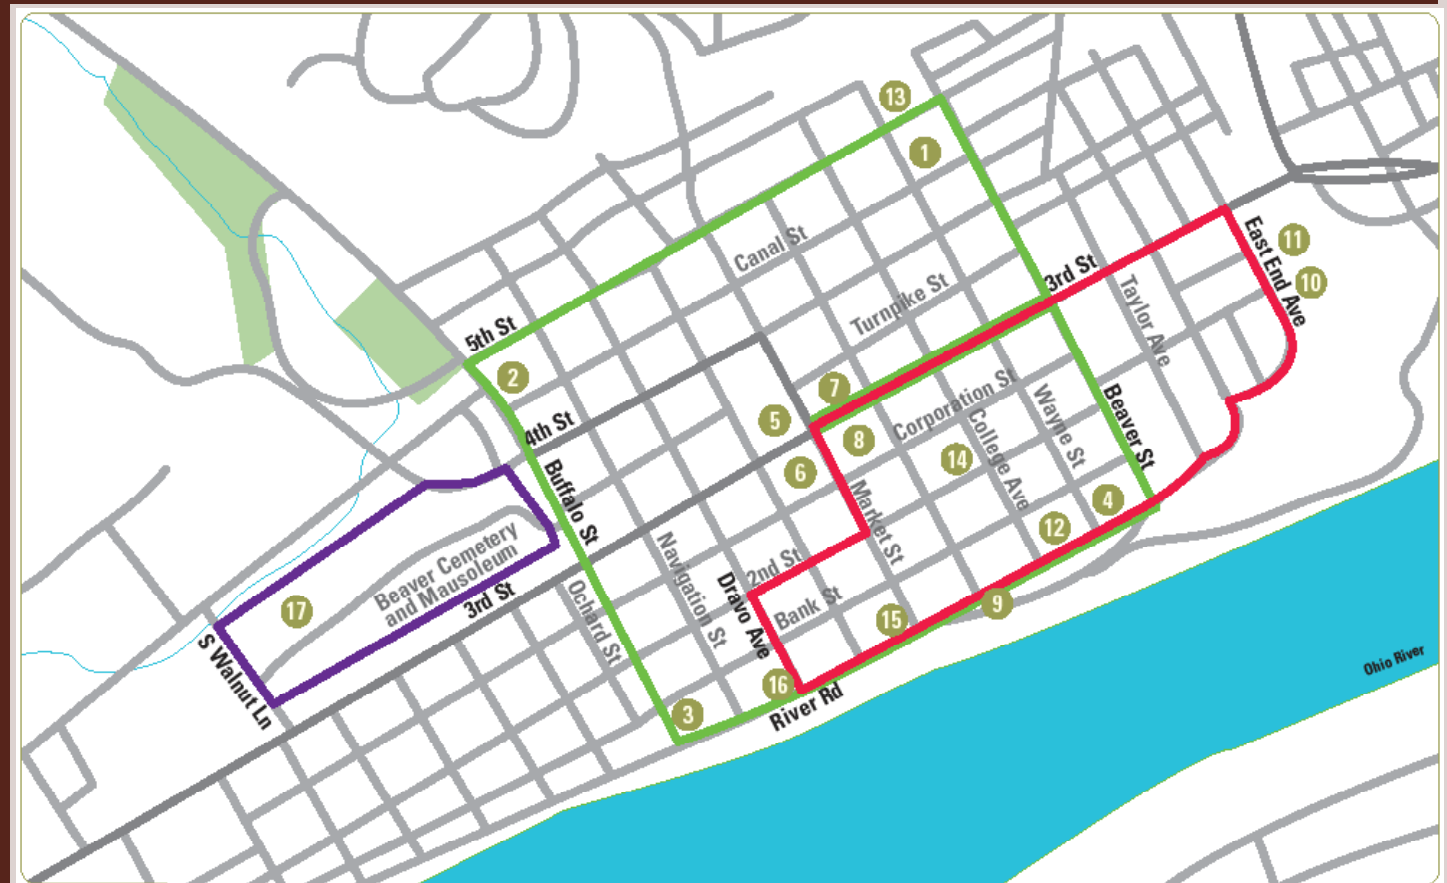 13
1
Canal St
11
East End Ave
10
3rd St
Taylor Ave
Turnpike St
5th St
2
7
4th St
5
8
Corporation St
Wayne St
Beaver St
College Ave
14
6
Buffalo St
Market St
4
12
Beaver Cemetery
and Mausoleum
Navigation St
2nd St
Dravo Ave
Bank St
3rd St
17
Ochard St
9
15
S Walnut Ln
16
River Rd
3
Ohio River